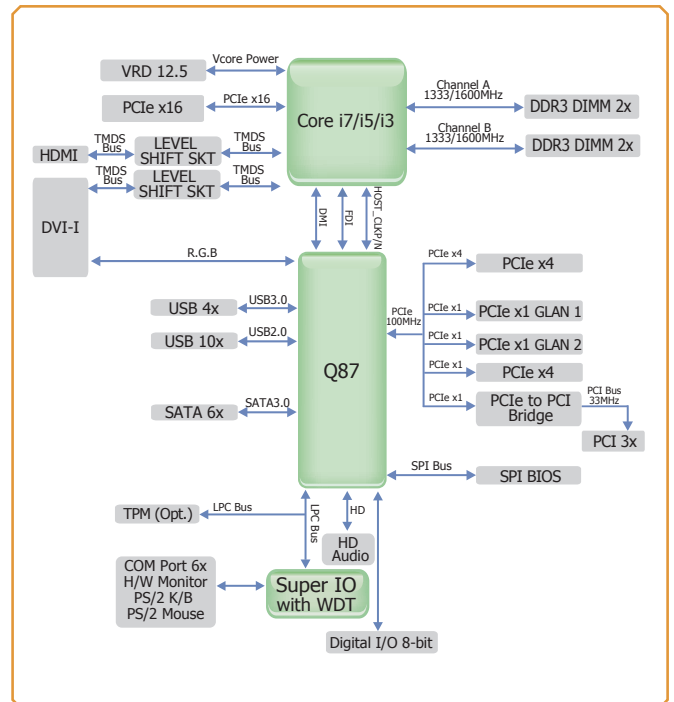 Vcore Power
VRD 12.5
PCIe x16
PCIe x16
Core i7/i5/i3
Channel A
1333/1600MHz
DDR3 DIMM 2x
Channel B
1333/1600MHz
DDR3 DIMM 2x
HDMI
TMDS
Bus
LEVEL
SHIFT SKT
TMDS
Bus
TMDS
Bus
LEVEL
SHIFT SKT
TMDS
Bus
DVI-I
DMI
FDI
HOST_CLKP/N
R.G.B
USB 4x
USB3.0
USB 10x
USB2.0
Q87
SATA 6x
SATA3.0
PCIe
100MHz
PCIe x4
PCIe x4
PCIe x1
PCIe x1 GLAN 1
PCIe x1
PCIe x1 GLAN 2
PCIe x1
PCIe x4
PCIe x1
PCIe to PCI
Bridge
PCI Bus
33MHz
PCI 3x
SPI Bus
SPI BIOS
TPM (Opt.)
LPC Bus
LPC Bus
HD
HD
Audio
COM Port 6x
H/W Monitor
PS/2 K/B
PS/2 Mouse
Super IO
with WDT
Digital I/O 8-bit